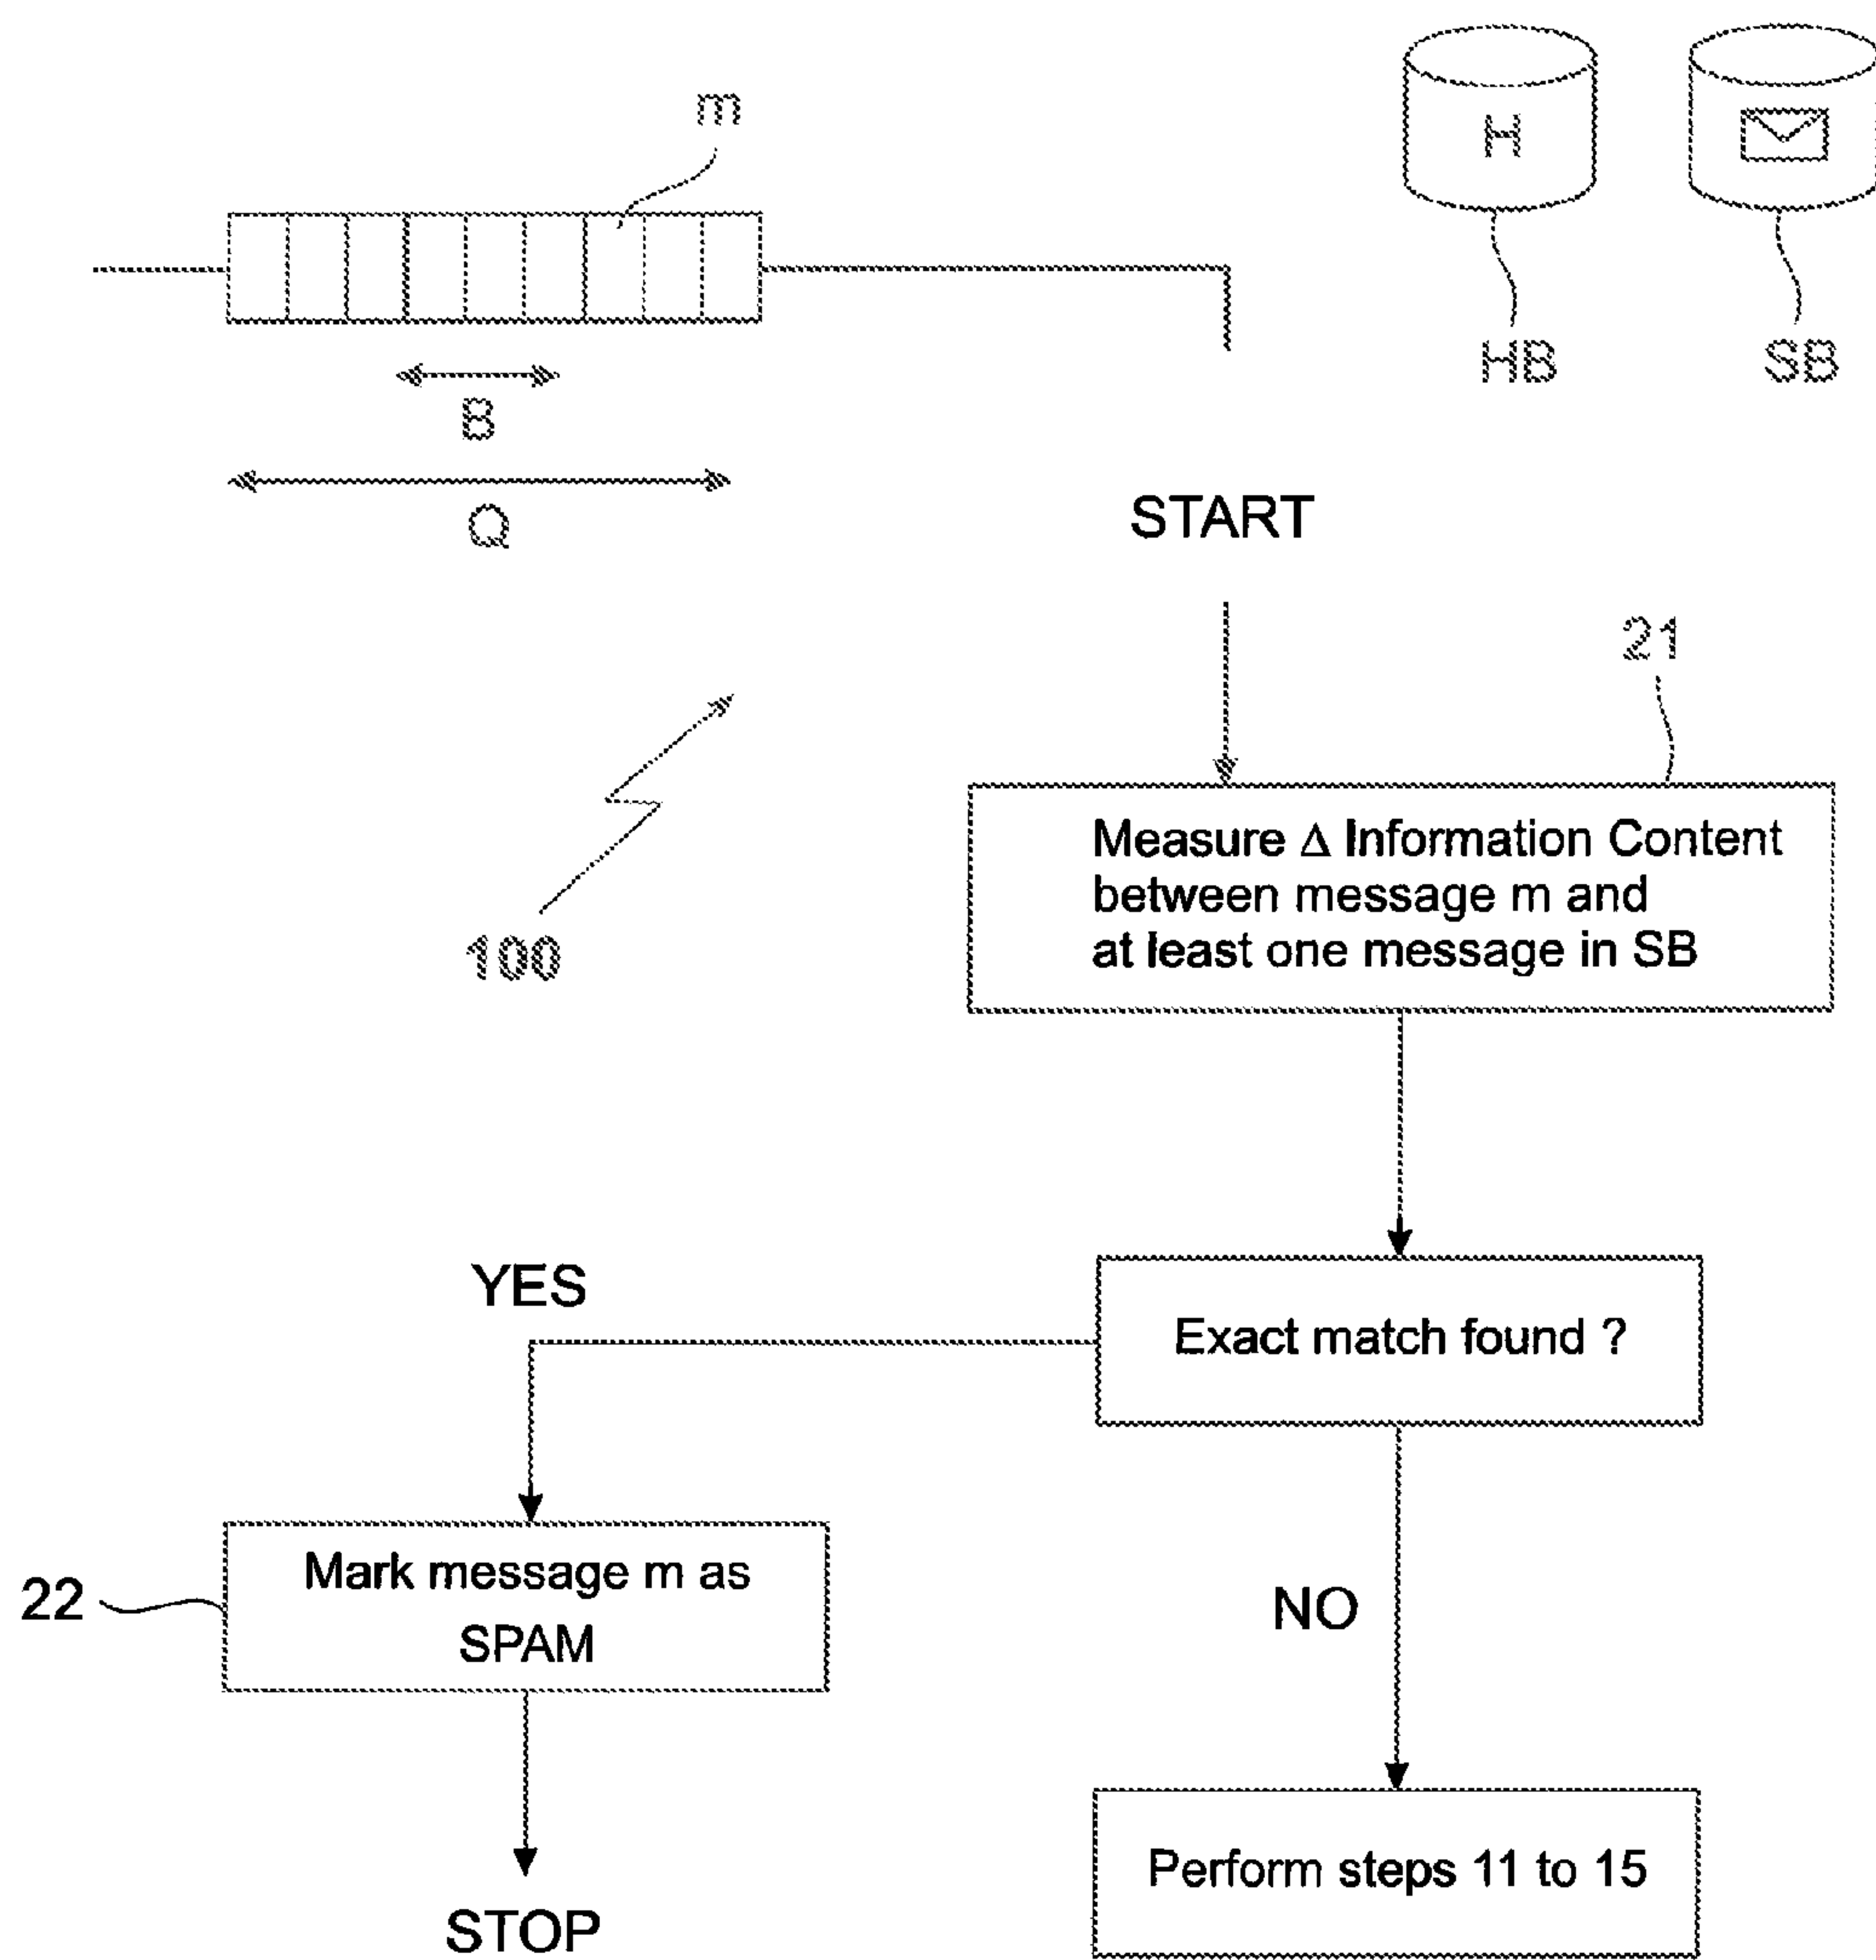 m
H
HB
SB
B
Q
START
21
Measure Δ Information Content
between message m and
at least one message in SB
100
YES
Exact match found ?
22
Mark message m as
SPAM
NO
Perform steps 11 to 15
STOP